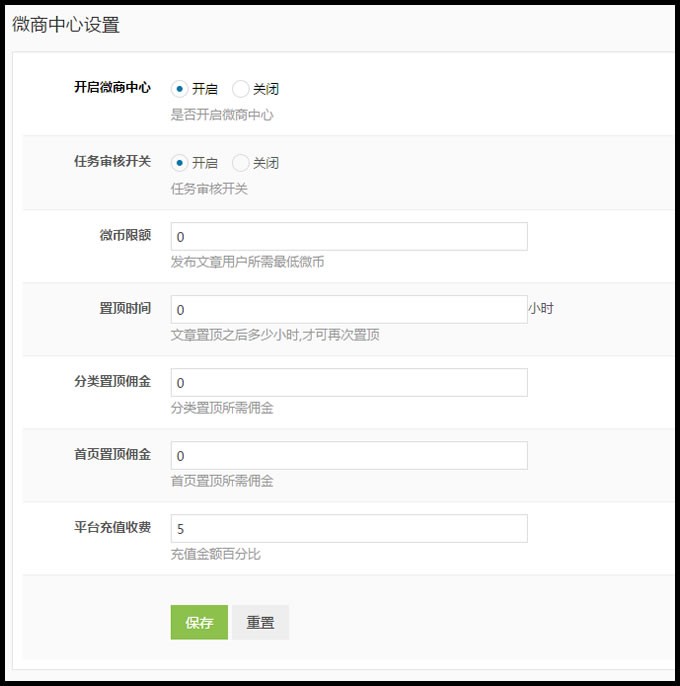 微商中心设置
开启微商中心 开启 关闭
是否开启微商中心
任务审核开关 开启 关闭
任务审核开关
微币限额 0
发布文章用户所需最低微币
置顶时间 0 小时
文章置顶之后多少小时,才可再次置顶
分类置顶佣金 0
分类置顶所需佣金
首页置顶佣金 0
首页置顶所需佣金
平台充值收费 5
充值金额百分比
保存 重置